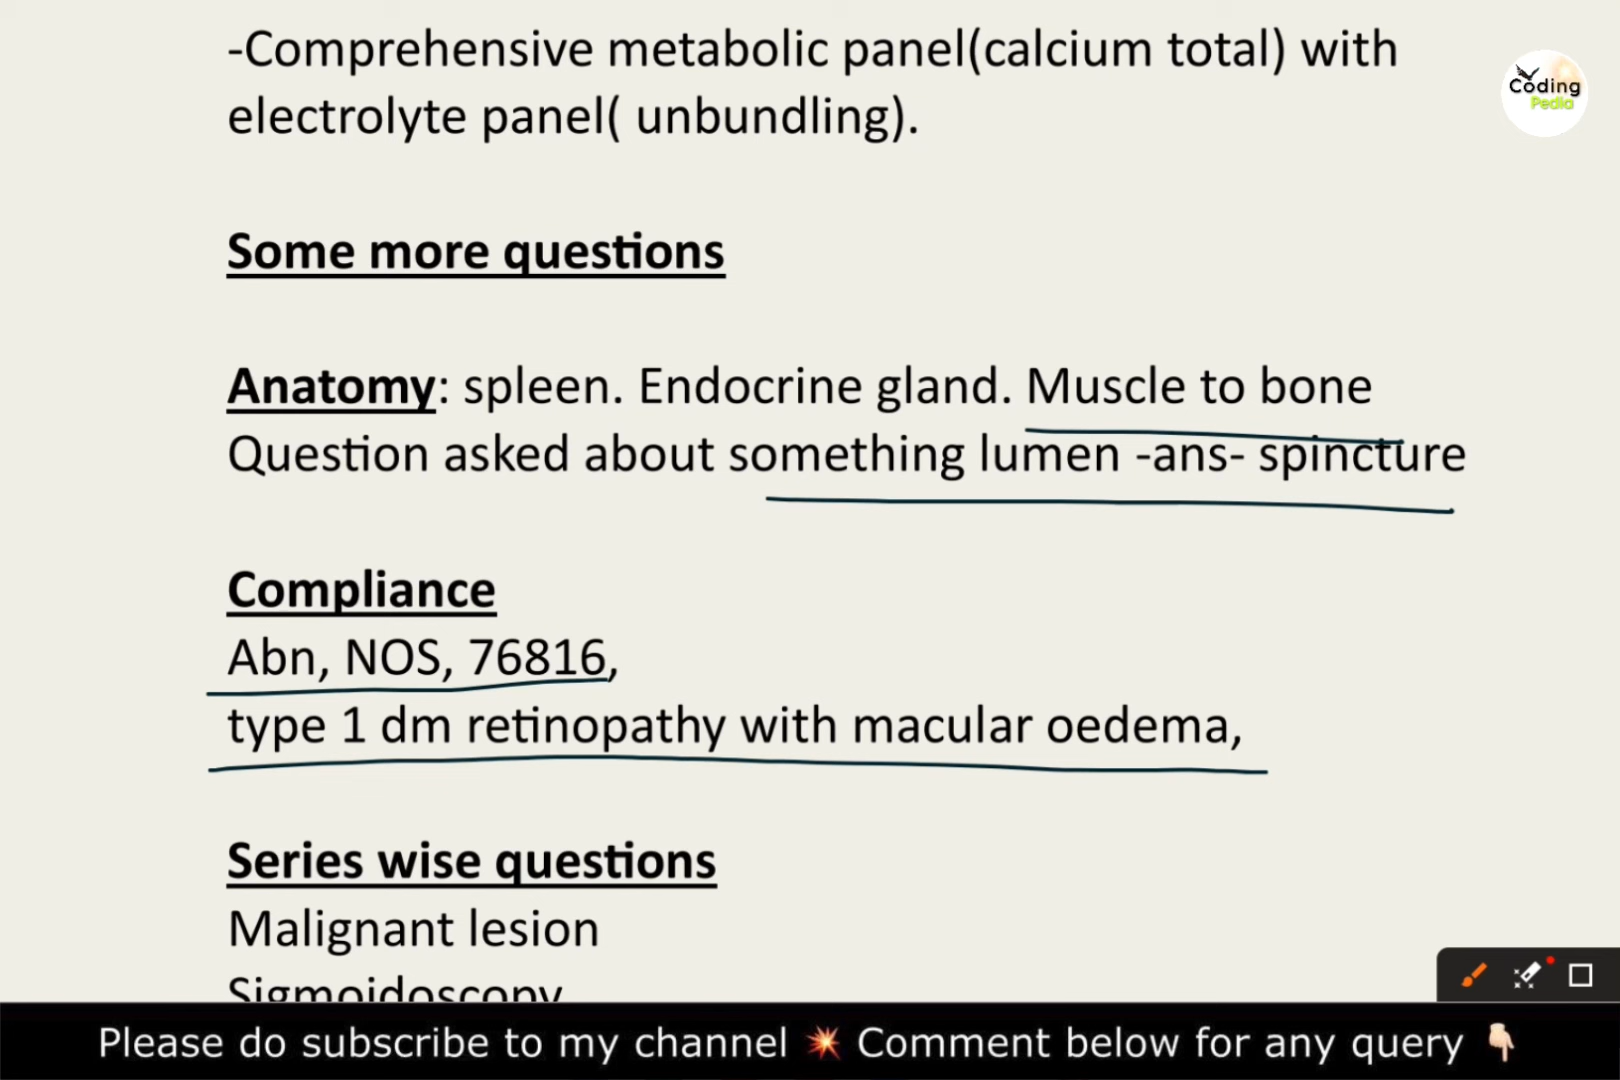 -Comprehensive metabolic panel(calcium total) with
electrolyte panel( unbundling).
Coding
Pedia
Some more questions
Anatomy: spleen. Endocrine gland. Muscle to bone
Question asked about something lumen -ans- spincture
Compliance
Abn, NOS, 76816,
type 1 dm retinopathy with macular oedema,
Series wise questions
Malignant lesion
Sigmoidoscopy
Please do subscribe to my channel 💥 Comment below for any query 👇🏻